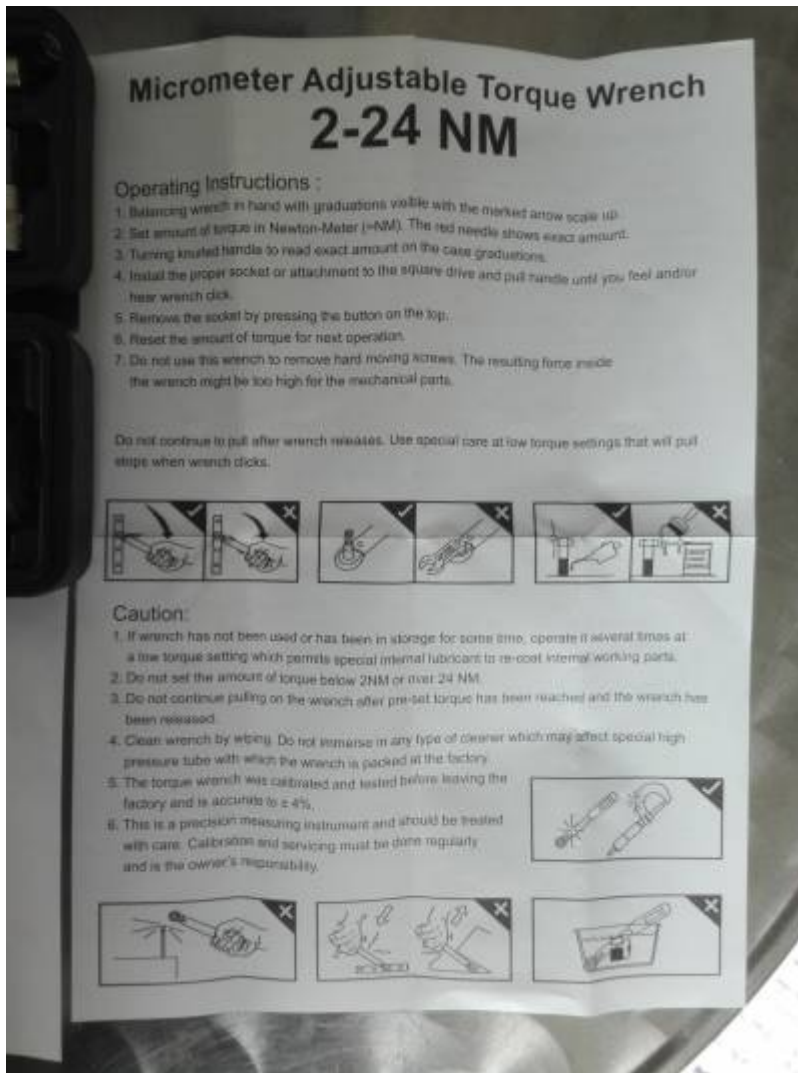 Micrometer Adjustable Torque Wrench
2-24 NM
Operating Instructions :
1. Balancing wrench in hand with graduations visible with the marked arrow scale up.
2. Set amount of torque in Newton-Meter (=NM). The red needle shows exact amount.
3. Turning knurled handle to read exact amount on the case graduations.
4. Install the proper socket or attachment to the square drive and pull handle until you feel and/or
hear wrench click.
5. Remove the socket by pressing the button on the top.
6. Reset the amount of torque for next operation.
7. Do not use this wrench to remove hard moving screws. The resulting force inside
the wrench might be too high for the mechanical parts.
Do not continue to pull after wrench releases. Use special care at low torque settings that will pull
stops when wrench clicks.
Caution:
1. If wrench has not been used or has been in storage for some time, operate it several times at
a low torque setting which permits special internal lubricant to re-coat internal working parts.
2. Do not set the amount of torque below 2NM or over 24 NM.
3. Do not continue pulling on the wrench after pre-set torque has been reached and the wrench has
been released.
4. Clean wrench by wiping. Do not immerse in any type of cleaner which may affect special high
pressure tube with which the wrench is packed at the factory.
5. The torque wrench was calibrated and tested before leaving the
factory and is accurate to ± 4%.
6. This is a precision measuring instrument and should be treated
with care. Calibration and servicing must be done regularly
and is the owner's responsibility.